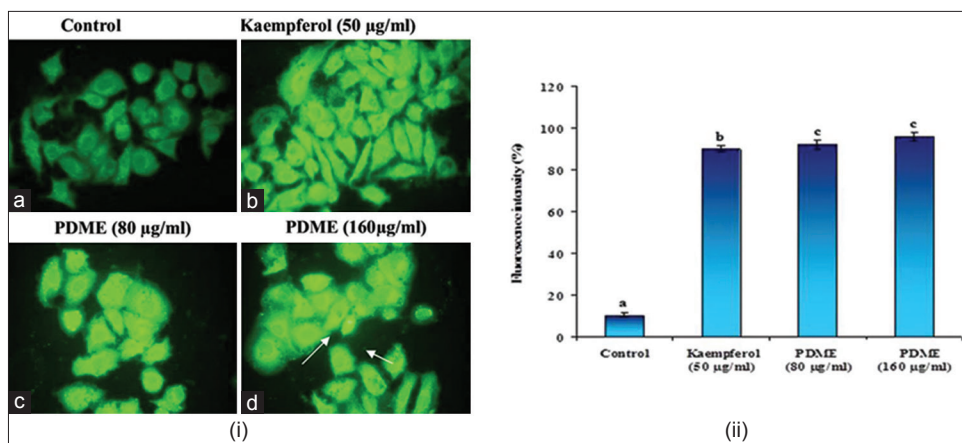 Control
Kaempferol (50 µg/ml)
a
b
PDME (80 µg/ml)
PDME (160µg/ml)
c
d
(i)
120
100
80
60
40
20
0
Fluorescence intensity (%)
a
b
c
c
Control
Kaempferol
(50 µg/ml)
PDME
(80 µg/ml)
PDME
(160 µg/ml)
(ii)